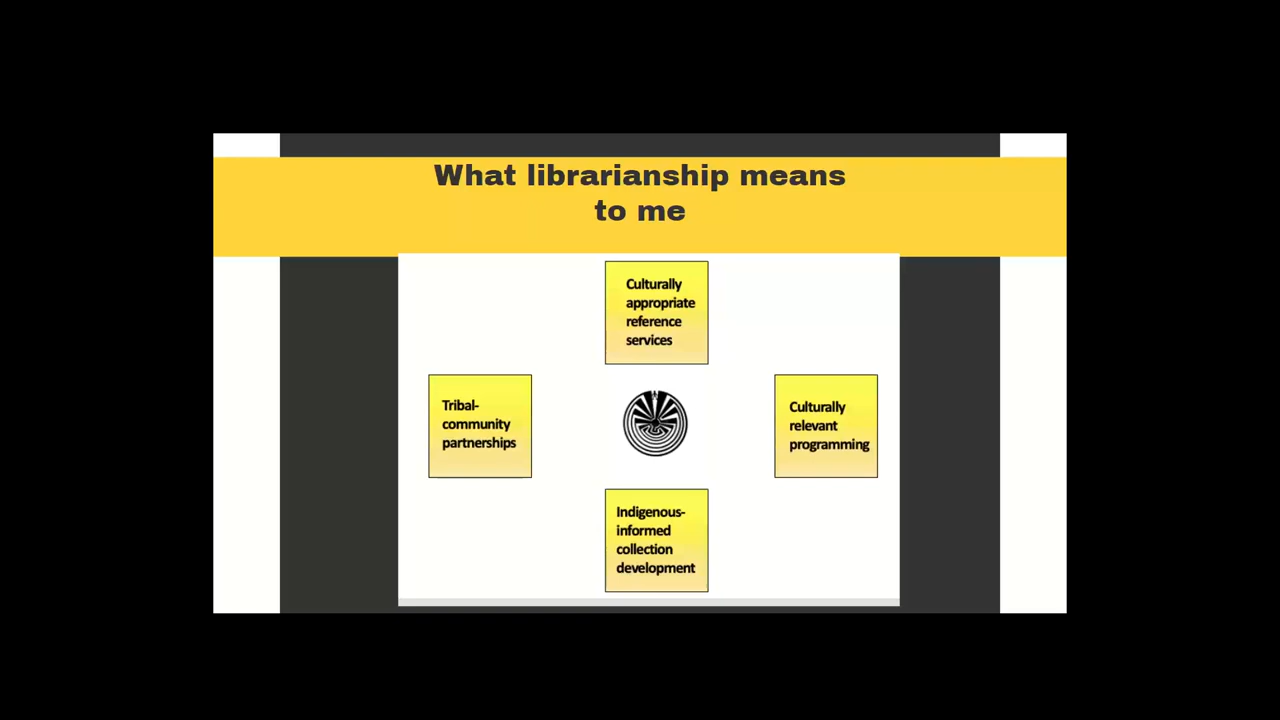 What librarianship means
to me
Culturally
appropriate
reference
services
Tribal-
community
partnerships
Culturally
relevant
programming
Indigenous-
informed
collection
development